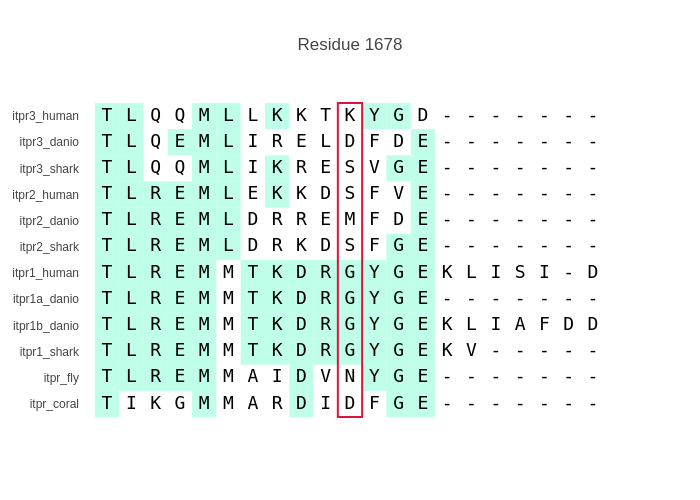 Residue 1678
itpr3_human T L Q Q M L L K K T K Y G D - - - - - - -
itpr3_danio T L Q E M L I R E L D F D E - - - - - - -
itpr3_shark T L Q Q M L I K R E S V G E - - - - - - -
itpr2_human T L R E M L E K K D S F V E - - - - - - -
itpr2_danio T L R E M L D R R E M F D E - - - - - - -
itpr2_shark T L R E M L D R K D S F G E - - - - - - -
itpr1_human T L R E M M T K D R G Y G E K L I S I - D
itpr1a_danio T L R E M M T K D R G Y G E - - - - - - -
itpr1b_danio T L R E M M T K D R G Y G E K L I A F D D
itpr1_shark T L R E M M T K D R G Y G E K V - - - - -
itpr_fly T L R E M M A I D V N Y G E - - - - - - -
itpr_coral T I K G M M A R D I D F G E - - - - - - -